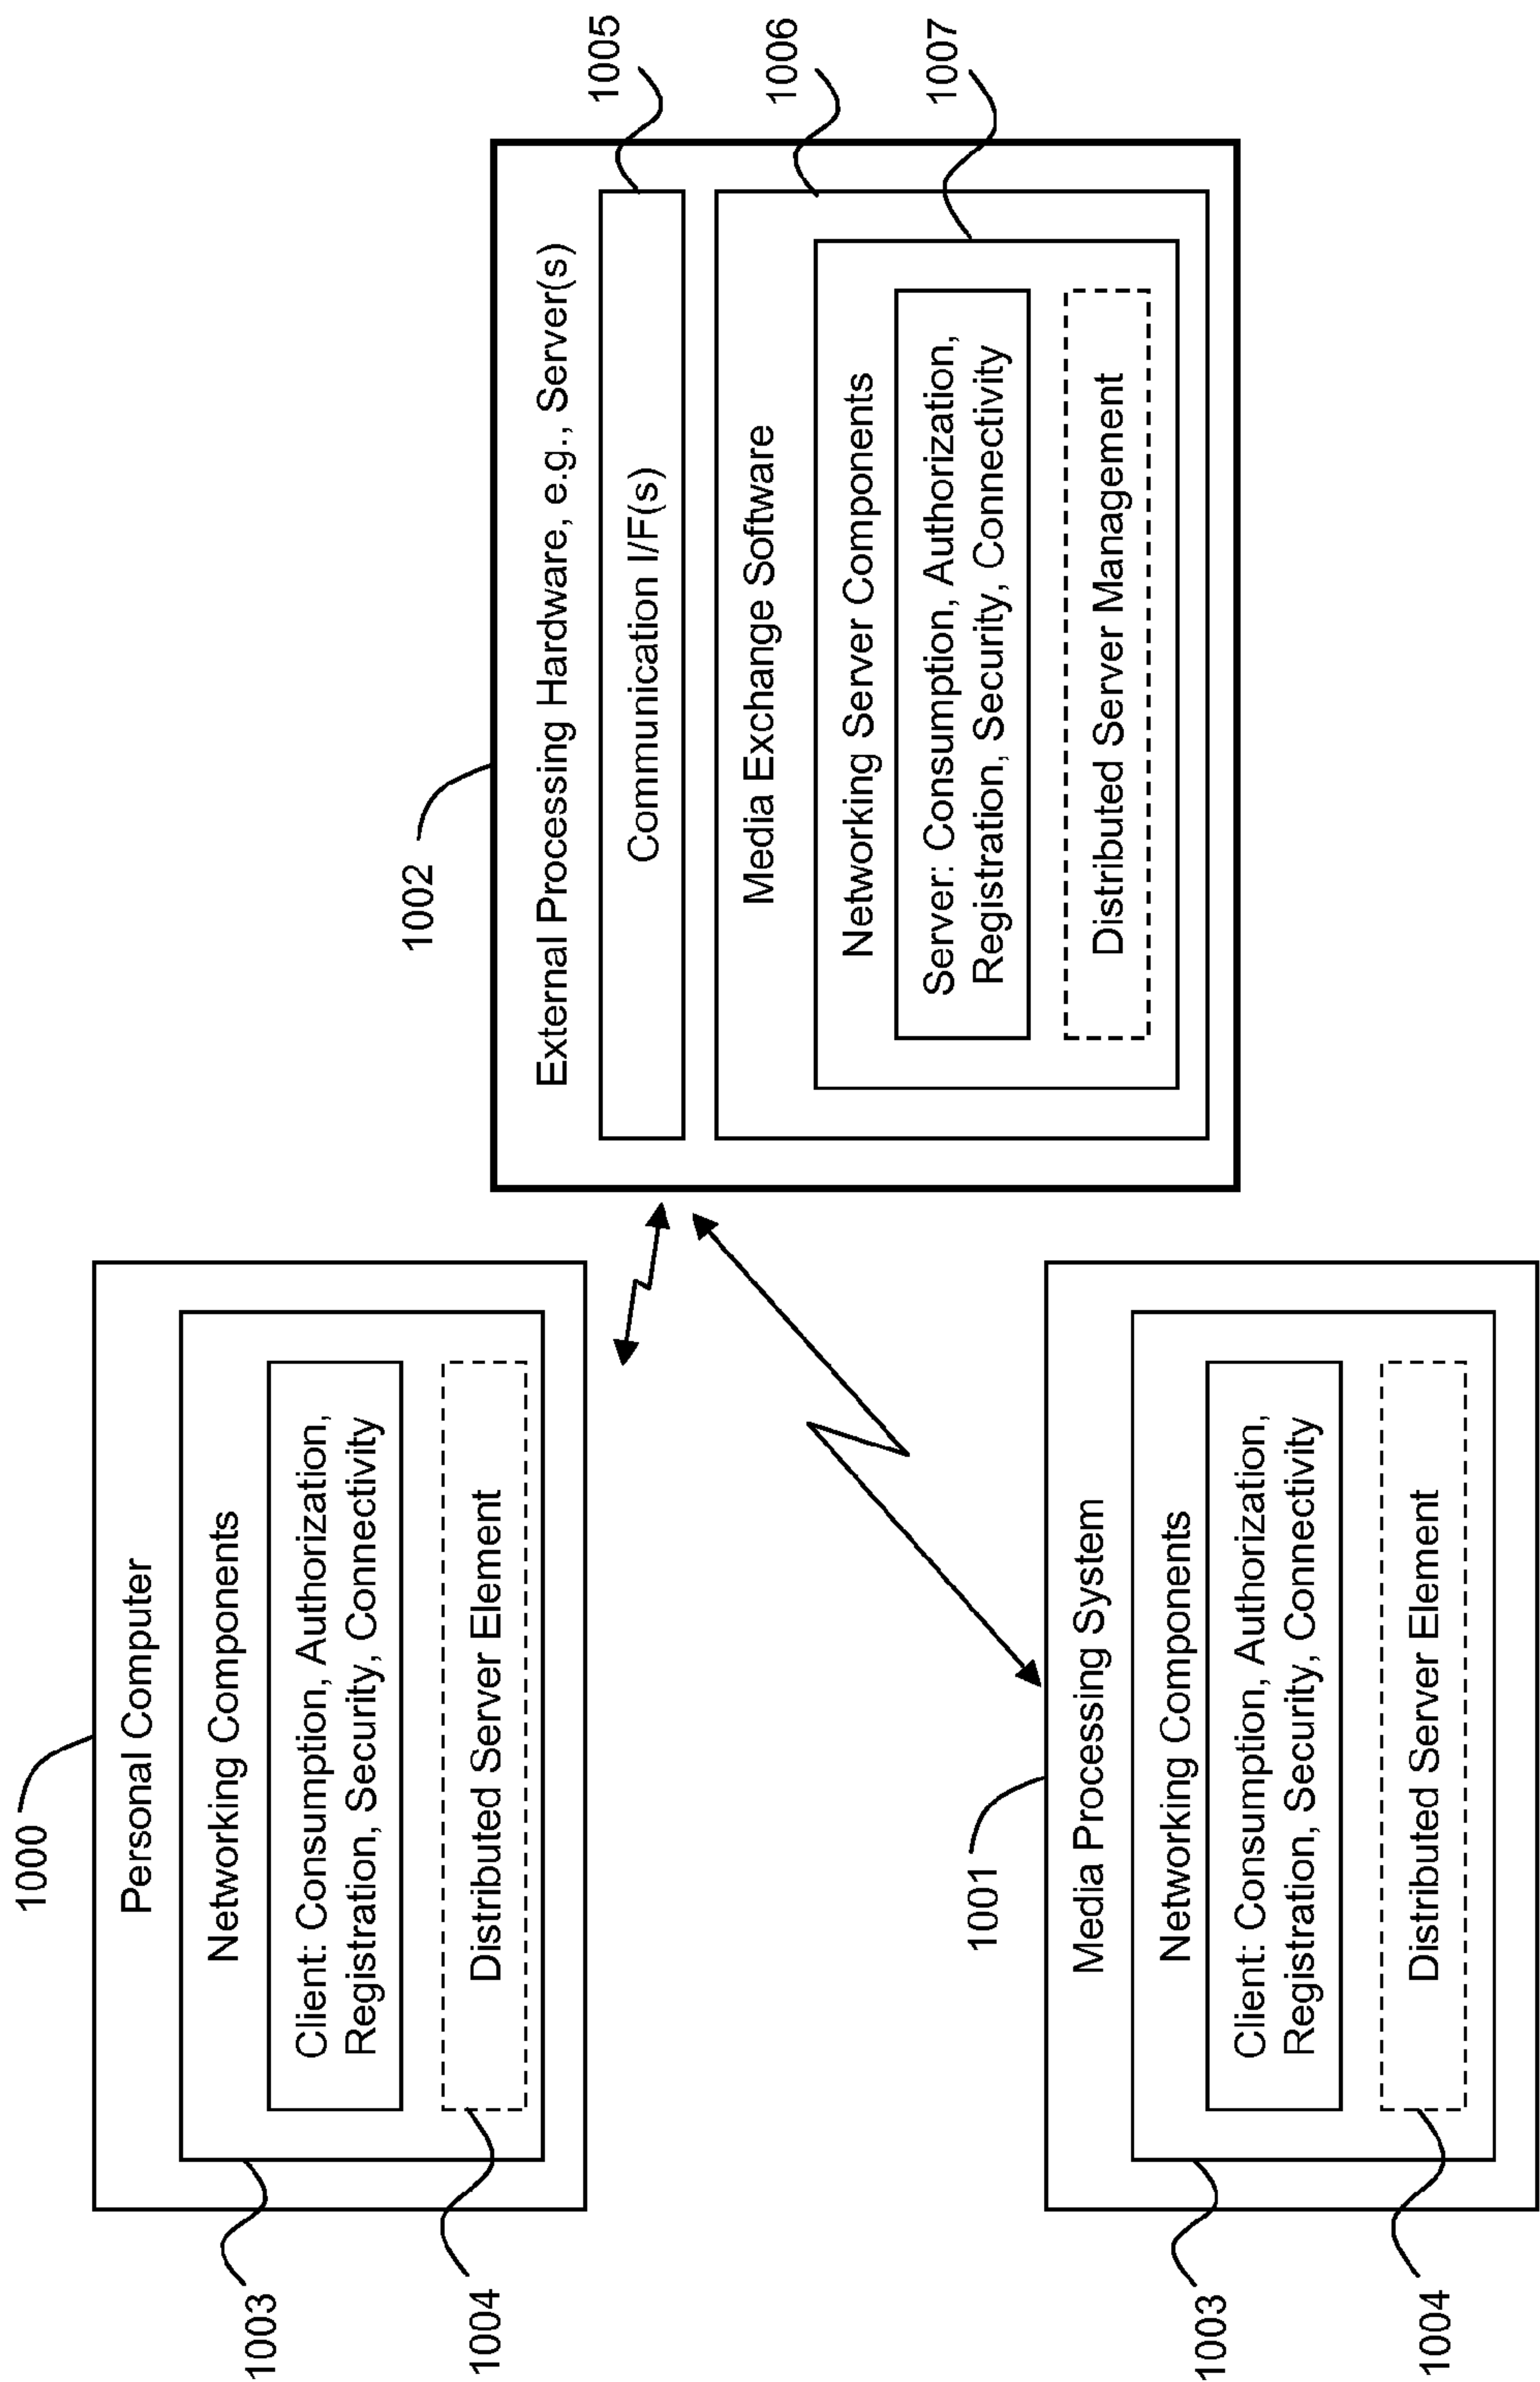 1000
Personal Computer
Networking Components
Client: Consumption, Authorization,
Registration, Security, Connectivity
Distributed Server Element
1003
1004
1002
External Processing Hardware, e.g., Server(s)
Communication I/F(s)
Media Exchange Software
Networking Server Components
Server: Consumption, Authorization,
Registration, Security, Connectivity
Distributed Server Management
1005
1006
1007
1001
Media Processing System
Networking Components
Client: Consumption, Authorization,
Registration, Security, Connectivity
Distributed Server Element
1003
1004